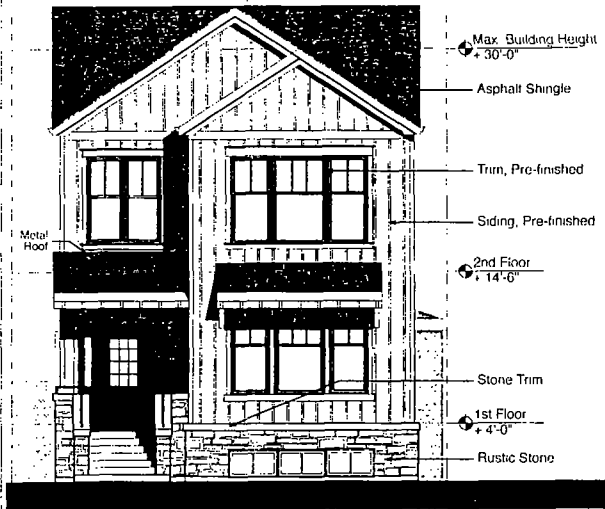 Max. Building Height
+ 30'-0"
Asphalt Shingle
Trim, Pre-finished
Siding, Pre-finished
Metal
Roof
2nd Floor
+ 14'-6"
Stone Trim
1st Floor
+ 4'-0"
Rustic Stone